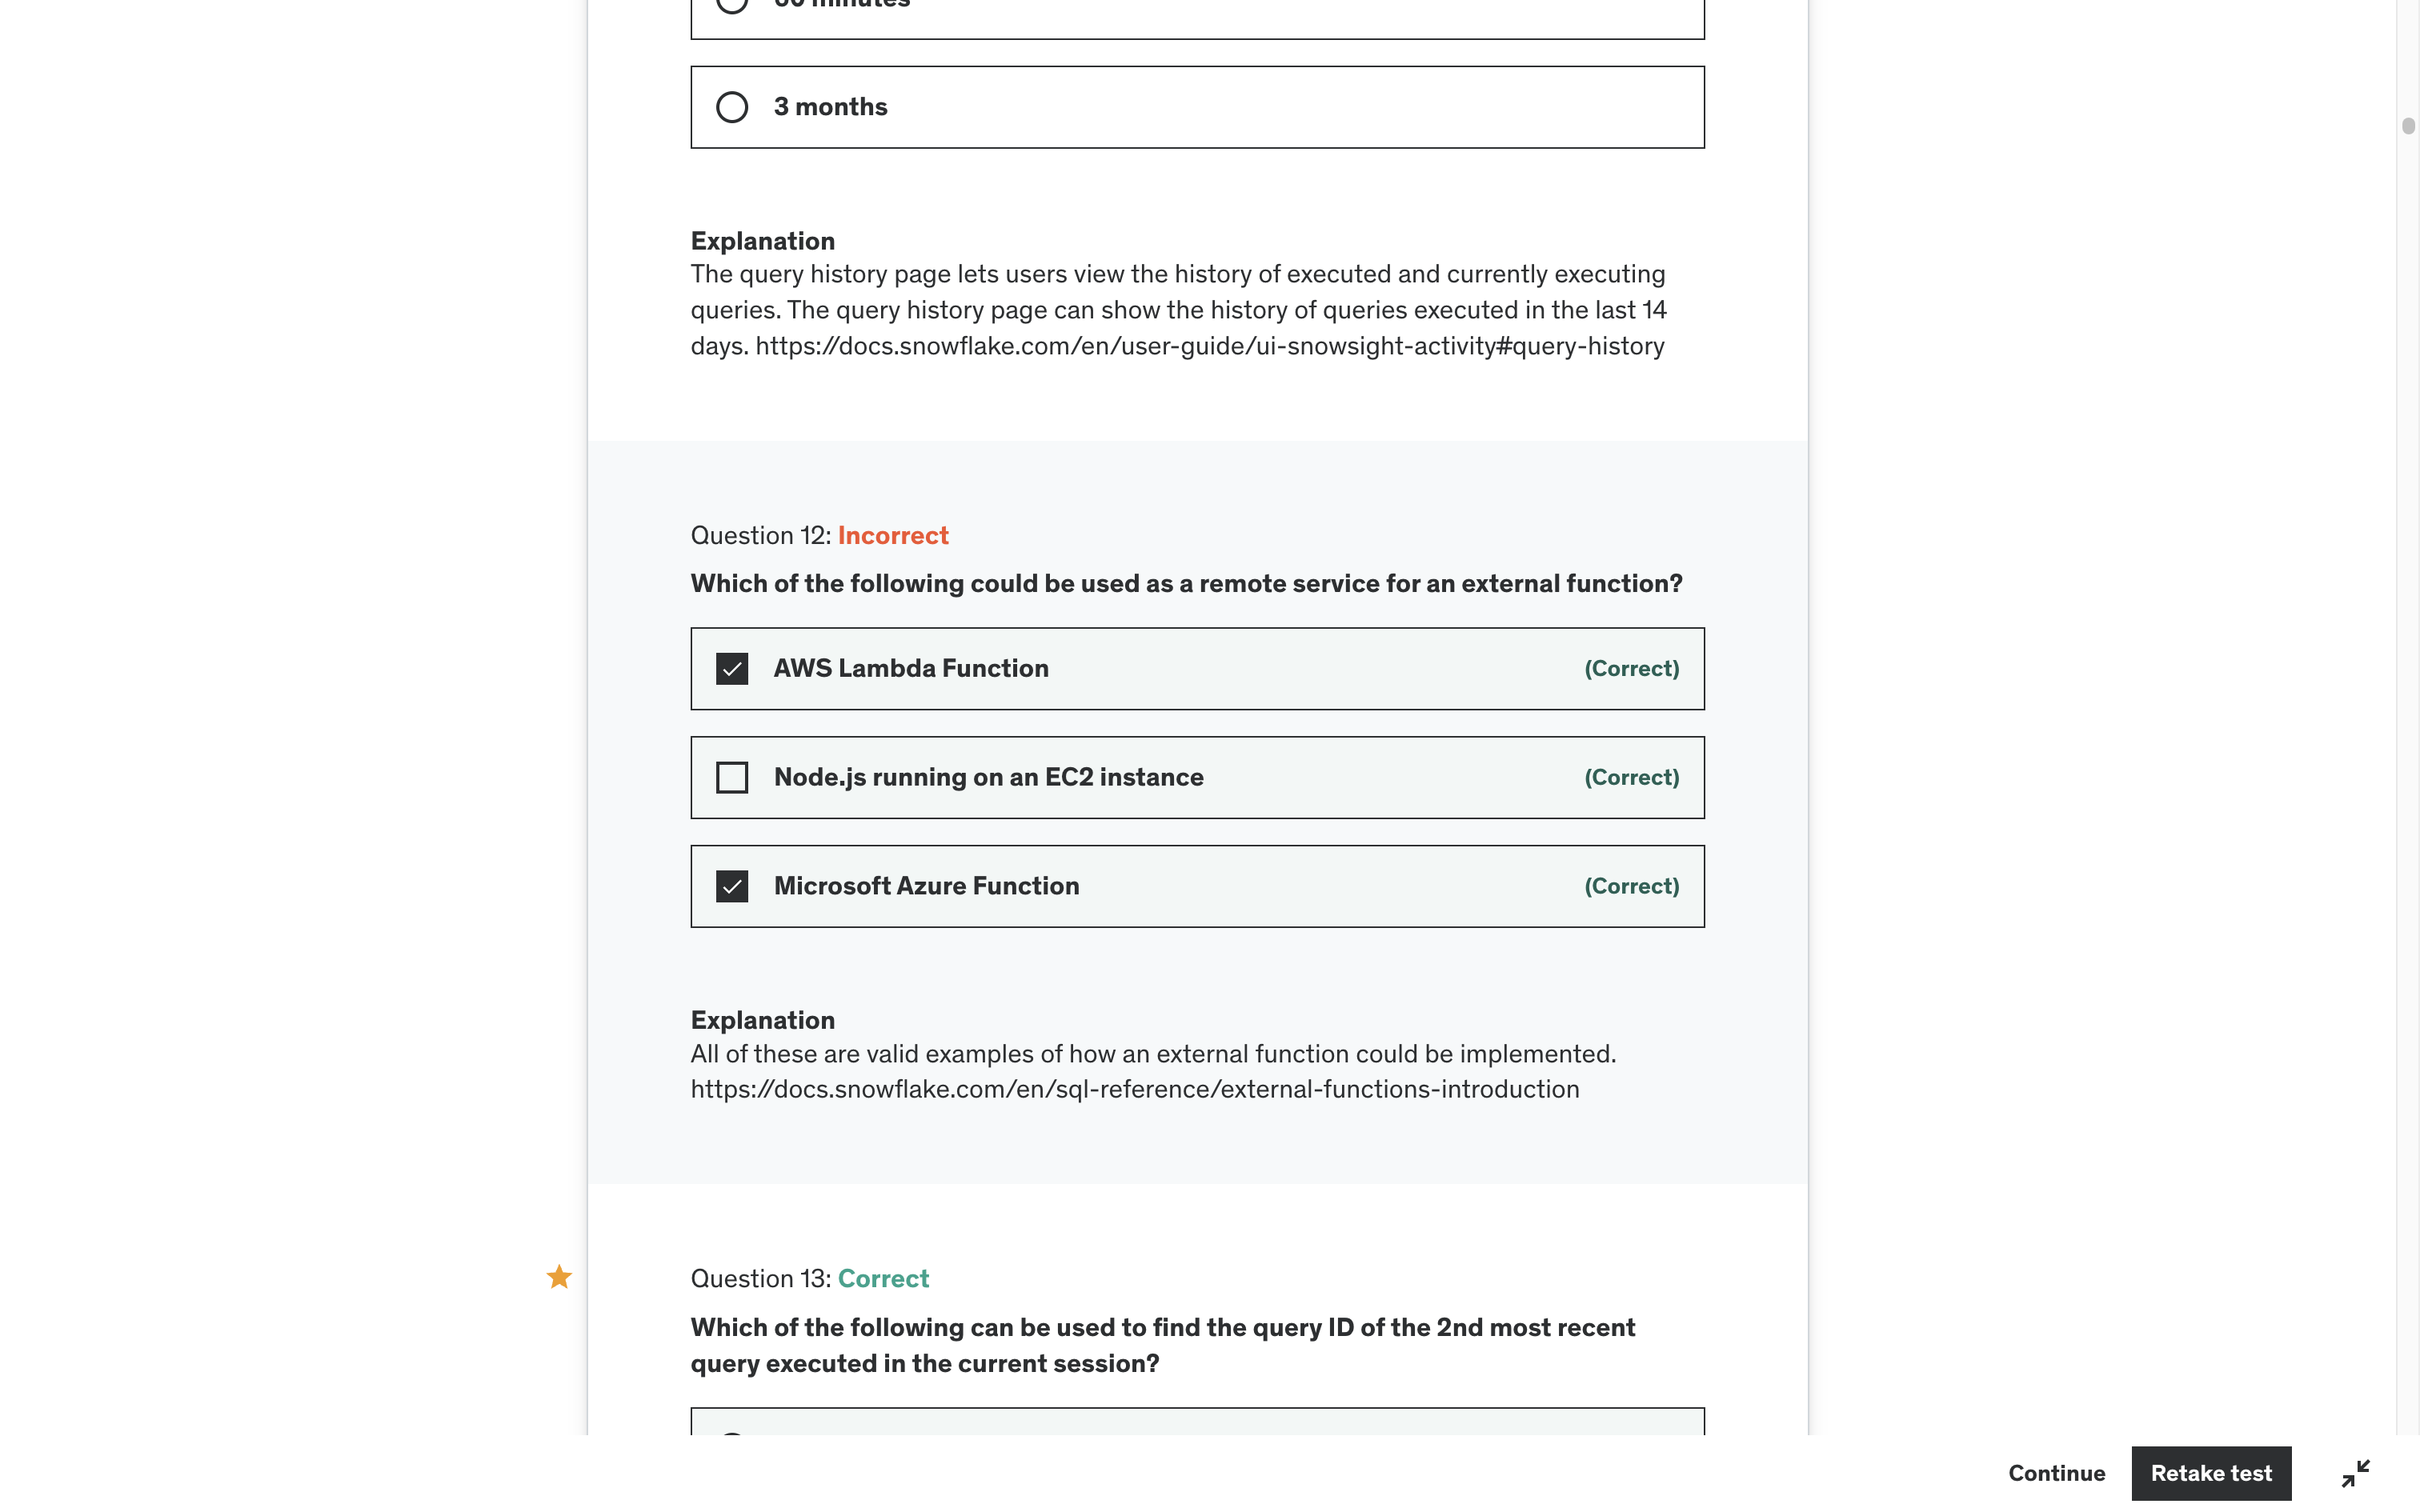 3 months
Explanation
The query history page lets users view the history of executed and currently executing
queries. The query history page can show the history of queries executed in the last 14
days. https://docs.snowflake.com/en/user-guide/ui-snowsight-activity#query-history
Question 12: Incorrect
Which of the following could be used as a remote service for an external function?
AWS Lambda Function (Correct)
Node.js running on an EC2 instance (Correct)
Microsoft Azure Function (Correct)
Explanation
All of these are valid examples of how an external function could be implemented.
https://docs.snowflake.com/en/sql-reference/external-functions-introduction
Question 13: Correct
Which of the following can be used to find the query ID of the 2nd most recent
query executed in the current session?
Continue Retake test